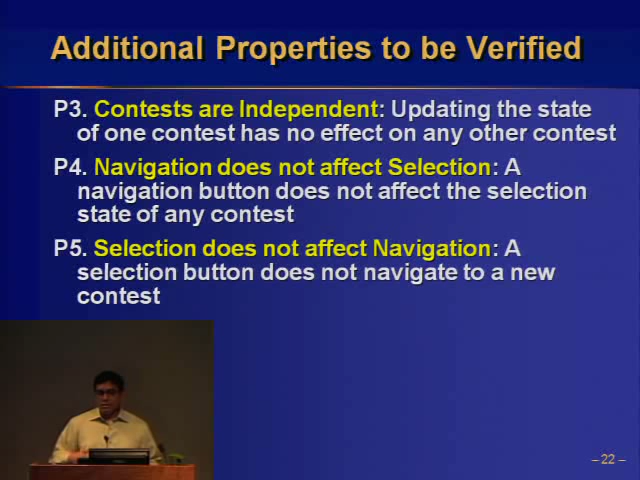 Additional Properties to be Verified
P3. Contests are Independent: Updating the state
of one contest has no effect on any other contest
P4. Navigation does not affect Selection: A
navigation button does not affect the selection
state of any contest
P5. Selection does not affect Navigation: A
selection button does not navigate to a new
contest
– 22 –